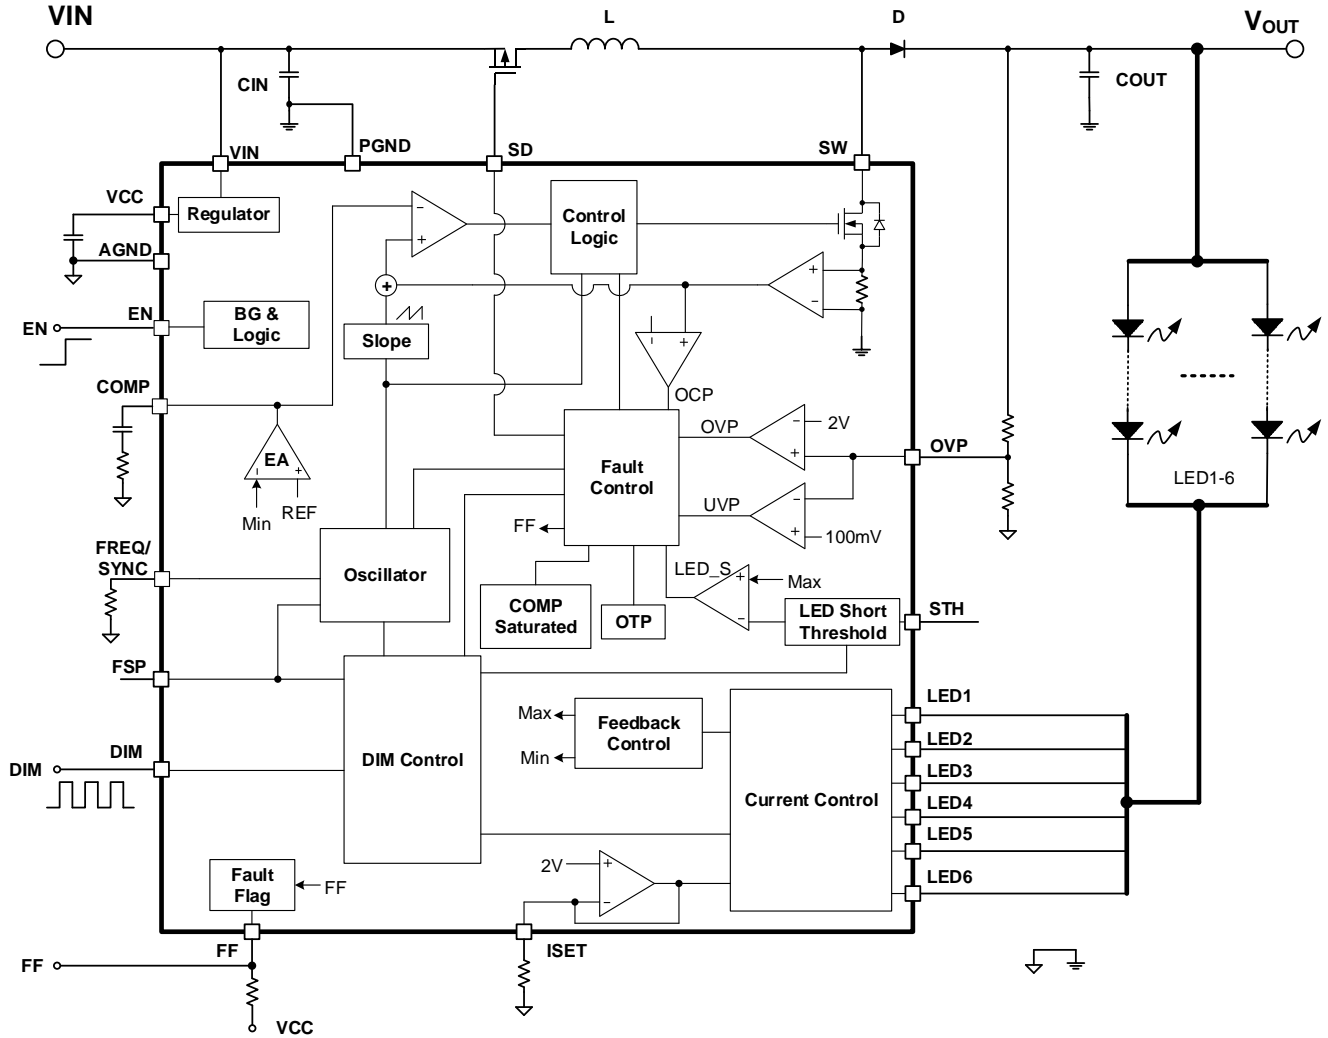 VIN
L
D
VOUT
CIN
COUT
VIN
PGND
SD
SW
VCC
Regulator
AGND
Control
Logic
EN
EN
BG &
Logic
Slope
COMP
OCP
EA
Min
REF
OVP
2V
OVP
Fault
Control
UVP
FF
100mV
LED1-6
FREQ/
SYNC
Oscillator
LED_S
Max
COMP
Saturated
OTP
LED Short
Threshold
STH
FSP
DIM
DIM
DIM Control
Max
Min
Feedback
Control
Current Control
LED1
LED2
LED3
LED4
LED5
LED6
Fault
Flag
FF
2V
FF
FF
ISET
VCC